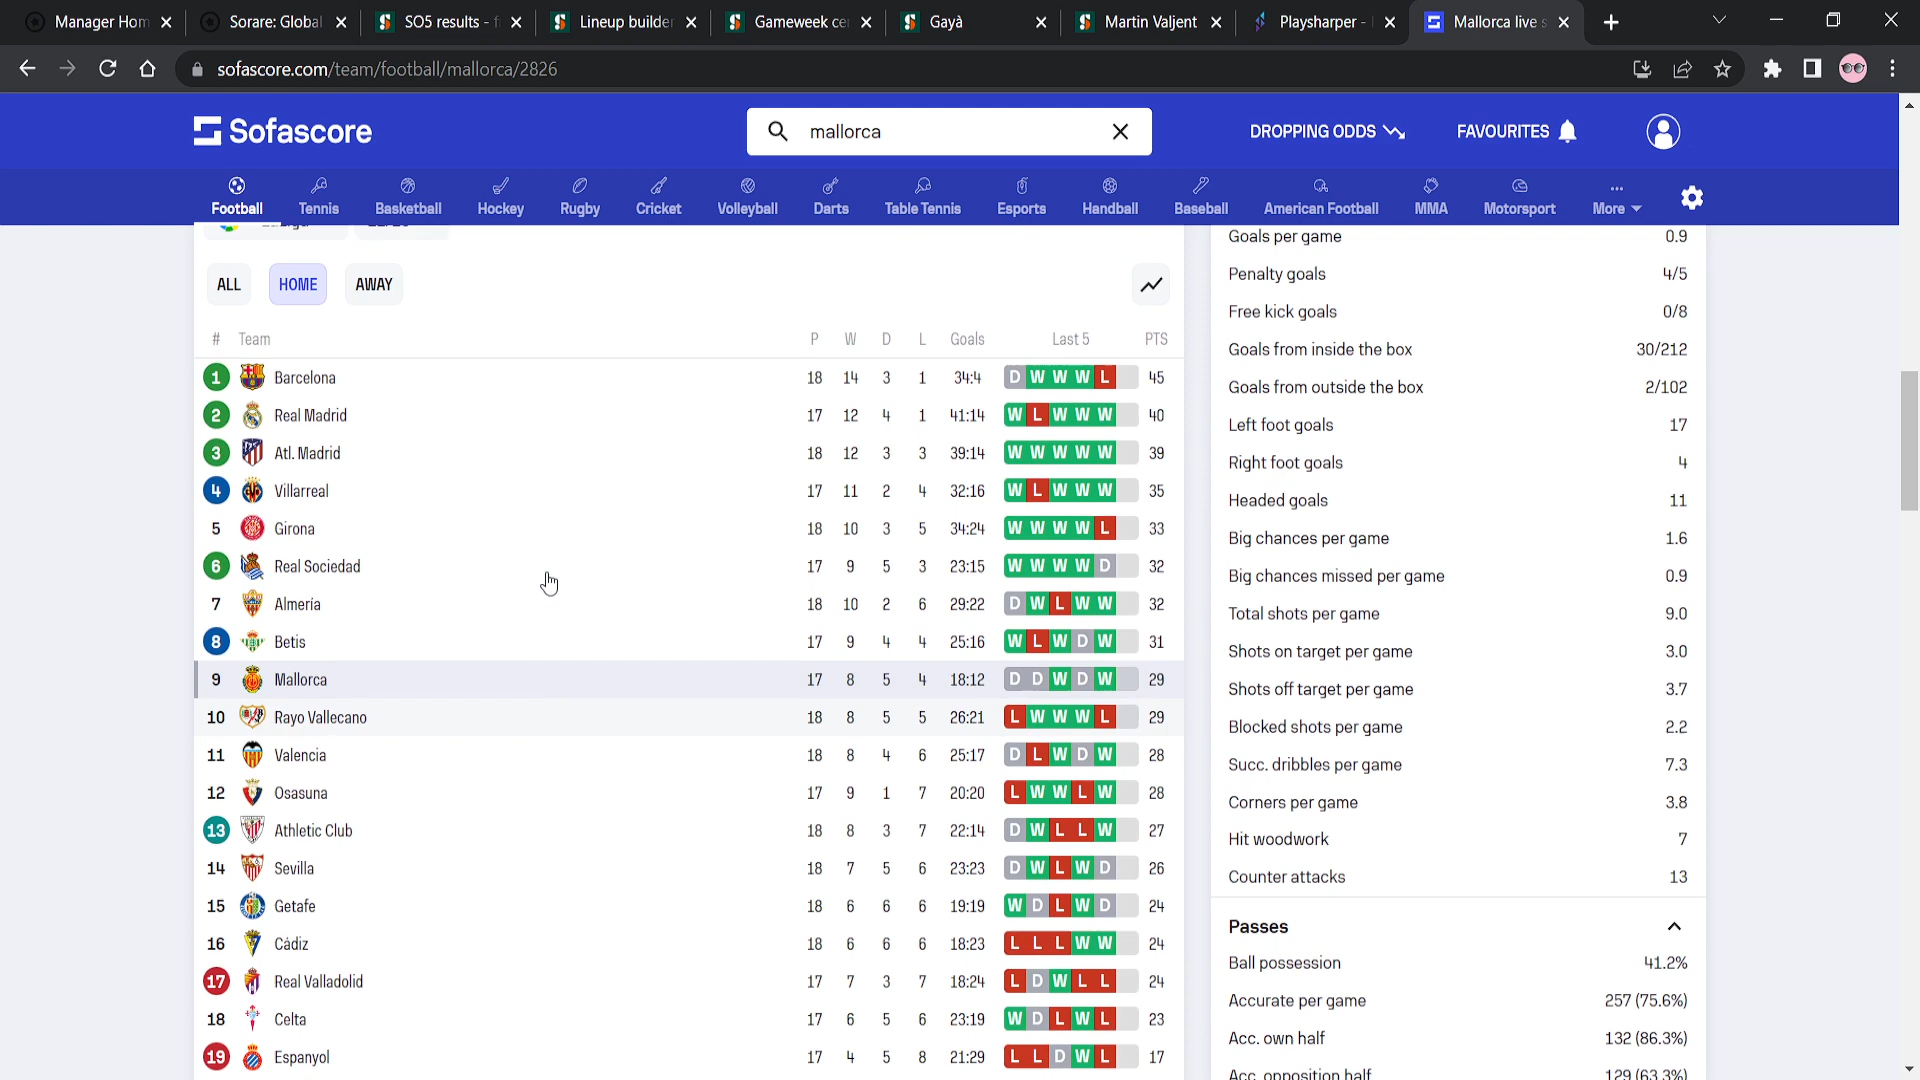 Manager Hom
Sorare: Global
SO5 results - f
Lineup builder
Gameweek ce
Gayà
Martin Valjent
Playsharper -
Mallorca live s
sofascore.com/team/football/mallorca/2826
Sofascore
mallorca
DROPPING ODDS
FAVOURITES
Football
Tennis
Basketball
Hockey
Rugby
Cricket
Volleyball
Darts
Table Tennis
Esports
Handball
Baseball
American Football
MMA
Motorsport
More
ALL
HOME
AWAY
# Team P W D L Goals Last 5 PTS
1 Barcelona 18 14 3 1 34:4 D W W W L 45
2 Real Madrid 17 12 4 1 41:14 W L W W W 40
3 Atl. Madrid 18 12 3 3 39:14 W W W W W 39
4 Villarreal 17 11 2 4 32:16 W L W W W 35
5 Girona 18 10 3 5 34:24 W W W W L 33
6 Real Sociedad 17 9 5 3 23:15 W W W W D 32
7 Almería 18 10 2 6 29:22 D W L W W 32
8 Betis 17 9 4 4 25:16 W L W D W 31
9 Mallorca 17 8 5 4 18:12 D D W D W 29
10 Rayo Vallecano 18 8 5 5 26:21 L W W W L 29
11 Valencia 18 8 4 6 25:17 D L W D W 28
12 Osasuna 17 9 1 7 20:20 L W W L W 28
13 Athletic Club 18 8 3 7 22:14 D W L L W 27
14 Sevilla 18 7 5 6 23:23 D W L W D 26
15 Getafe 18 6 6 6 19:19 W D L W D 24
16 Cádiz 18 6 6 6 18:23 L L L W W 24
17 Real Valladolid 17 7 3 7 18:24 L D W L L 24
18 Celta 17 6 5 6 23:19 W D L W L 23
19 Espanyol 17 4 5 8 21:29 L L D W L 17
Goals per game 0.9
Penalty goals 4/5
Free kick goals 0/8
Goals from inside the box 30/212
Goals from outside the box 2/102
Left foot goals 17
Right foot goals 4
Headed goals 11
Big chances per game 1.6
Big chances missed per game 0.9
Total shots per game 9.0
Shots on target per game 3.0
Shots off target per game 3.7
Blocked shots per game 2.2
Succ. dribbles per game 7.3
Corners per game 3.8
Hit woodwork 7
Counter attacks 13
Passes
Ball possession 41.2%
Accurate per game 257 (75.6%)
Acc. own half 132 (86.3%)
Acc. opposition half 129 (63.3%)